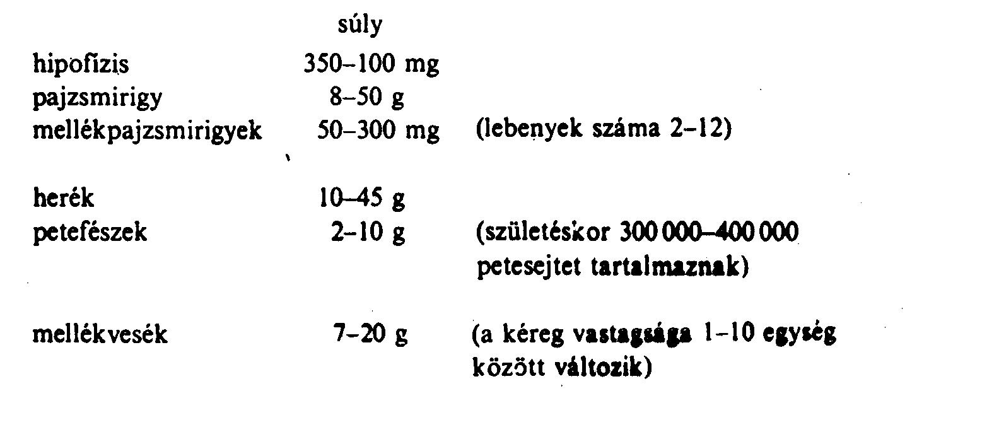 súly
hipofízis 350–100 mg
pajzsmirigy 8–50 g
mellékpajzsmirigyek 50–300 mg (lebenyek száma 2–12)
herék 10–45 g
petefészek 2–10 g (születéskor 300 000–400 000
petesejtet tartalmaznak)
mellékvesék 7–20 g (a kéreg vastagsága 1–10 egység
között változik)